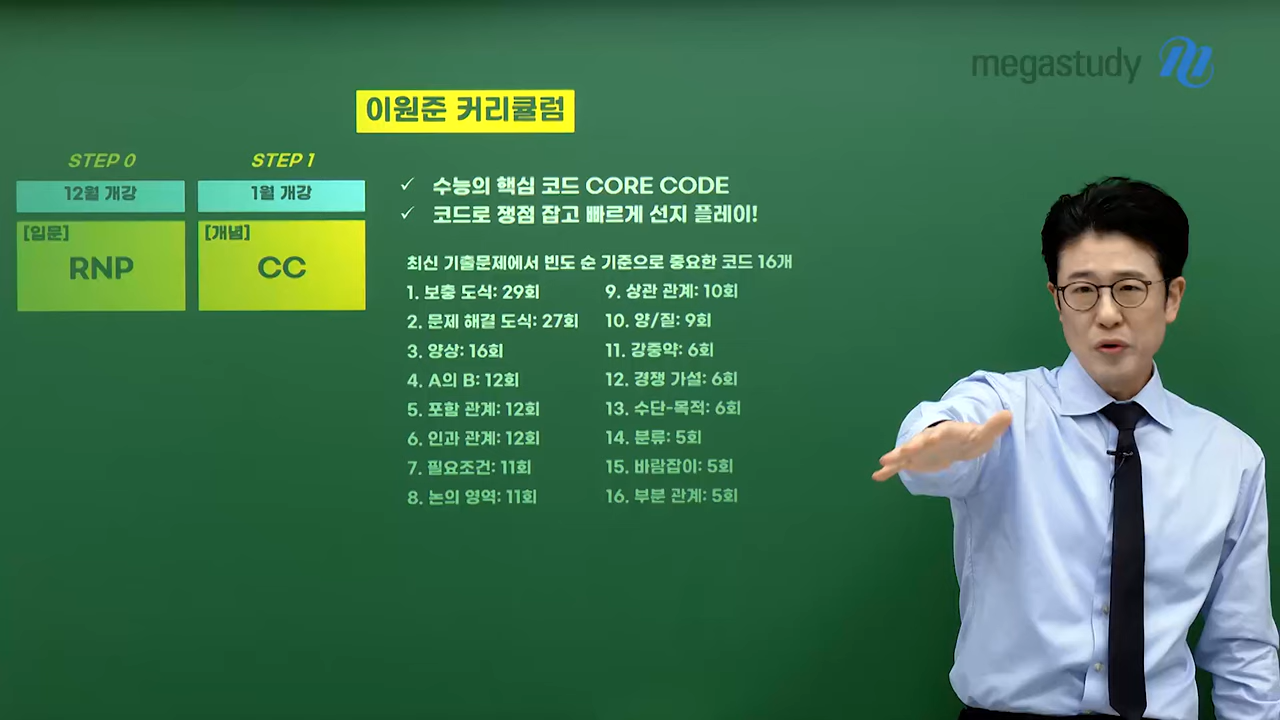 megastudy
이원준 커리큘럼
STEP 0
12월 개강
[입문]
RNP
STEP 1
1월 개강
[개념]
CC
✓ 수능의 핵심 코드 CORE CODE
✓ 코드로 쟁점 잡고 빠르게 선지 플레이!
최신 기출문제에서 빈도 순 기준으로 중요한 코드 16개
1. 보충 도식: 29회
2. 문제 해결 도식: 27회
3. 양상: 16회
4. A의 B: 12회
5. 포함 관계: 12회
6. 인과 관계: 12회
7. 필요조건: 11회
8. 논의 영역: 11회
9. 상관 관계: 10회
10. 양/질: 9회
11. 강중약: 6회
12. 경쟁 가설: 6회
13. 수단-목적: 6회
14. 분류: 5회
15. 바람잡이: 5회
16. 부분 관계: 5회